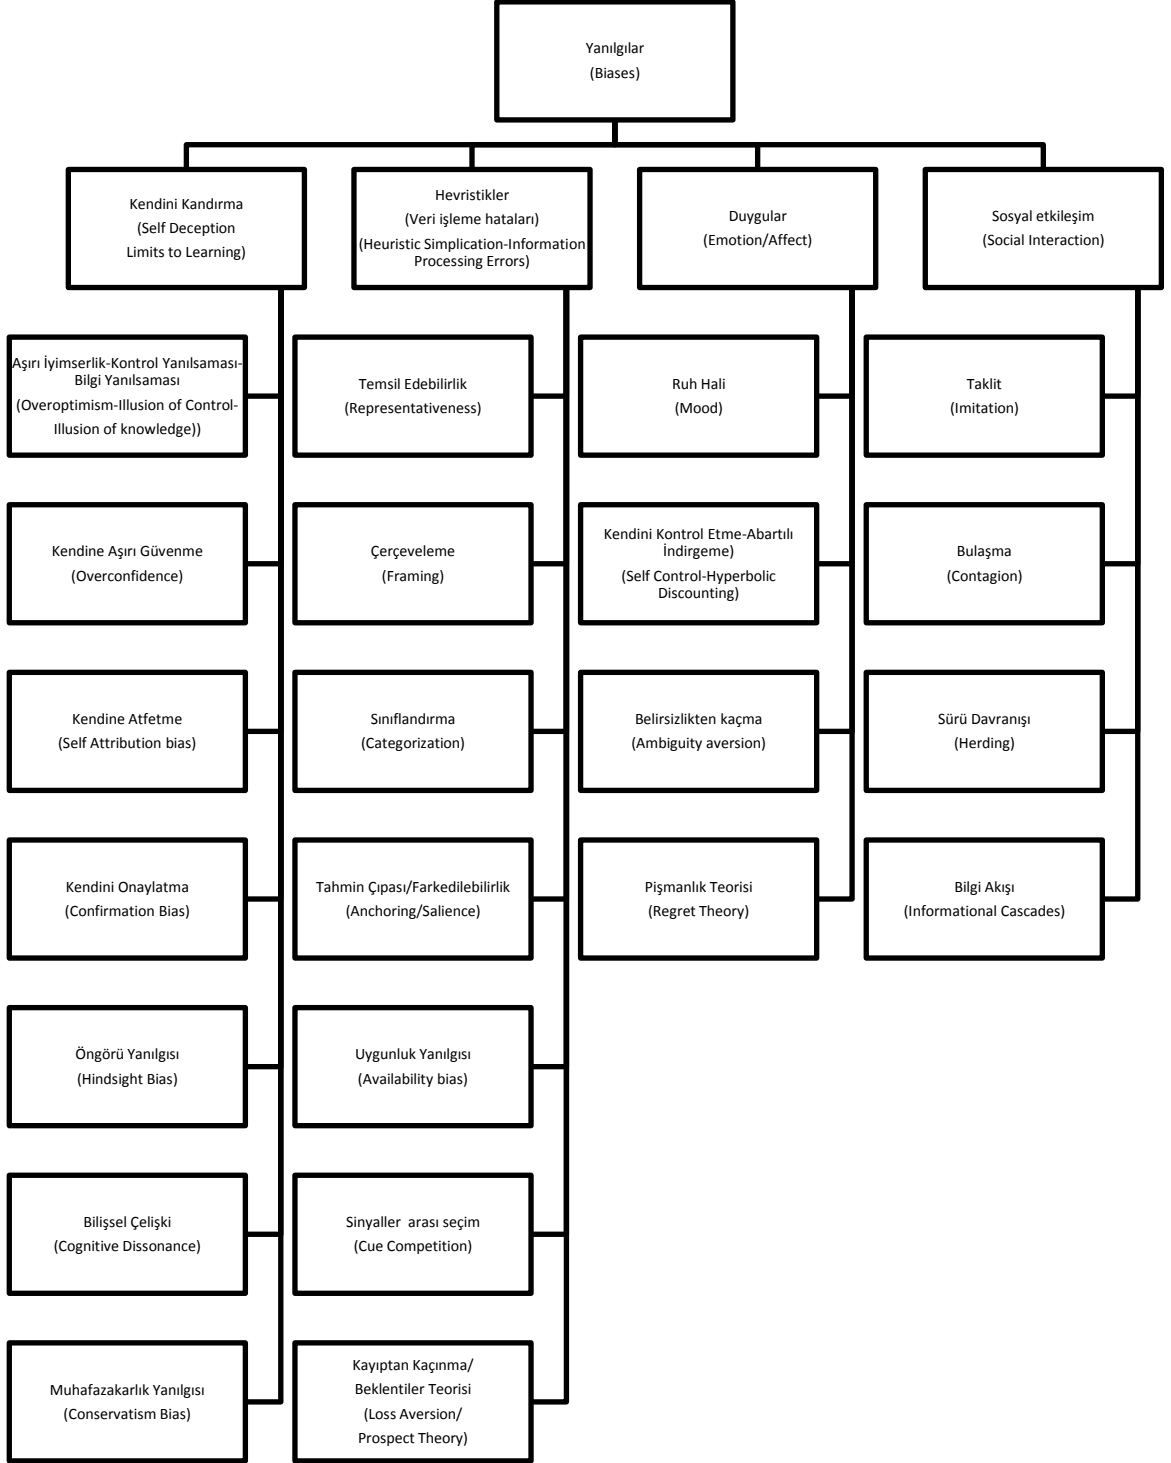 Yanılgılar
(Biases)
Kendini Kandırma
(Self Deception
Limits to Learning)
Hevristikler
(Veri işleme hataları)
(Heuristic Simplication-Information
Processing Errors)
Duygular
(Emotion/Affect)
Sosyal etkileşim
(Social Interaction)
Aşırı İyimserlik-Kontrol Yanılsaması-
Bilgi Yanılsaması
(Overoptimism-Illusion of Control-
Illusion of knowledge))
Temsil Edebilirlik
(Representativeness)
Ruh Hali
(Mood)
Taklit
(Imitation)
Kendine Aşırı Güvenme
(Overconfidence)
Çerçeveleme
(Framing)
Kendini Kontrol Etme-Abartılı
İndirgeme)
(Self Control-Hyperbolic
Discounting)
Bulaşma
(Contagion)
Kendine Atfetme
(Self Attribution bias)
Sınıflandırma
(Categorization)
Belirsizlikten kaçma
(Ambiguity aversion)
Sürü Davranışı
(Herding)
Kendini Onaylatma
(Confirmation Bias)
Tahmin Çıpası/Farkedilebilirlik
(Anchoring/Salience)
Pişmanlık Teorisi
(Regret Theory)
Bilgi Akışı
(Informational Cascades)
Öngörü Yanılgısı
(Hindsight Bias)
Uygunluk Yanılgısı
(Availability bias)
Bilişsel Çelişki
(Cognitive Dissonance)
Sinyaller  arası seçim
(Cue Competition)
Muhafazakarlık Yanılgısı
(Conservatism Bias)
Kayıptan Kaçınma/
Beklentiler Teorisi
(Loss Aversion/
Prospect Theory)